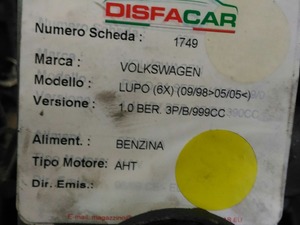 DISFACAR
Numero Scheda : 1749
Marca : VOLKSWAGEN
Modello : LUPO (6X) (09/98>05/05<)
Versione : 1.0 BER. 3P/B/999CC
Aliment. : BENZINA
Tipo Motore: AHT
Dir. Emis.: